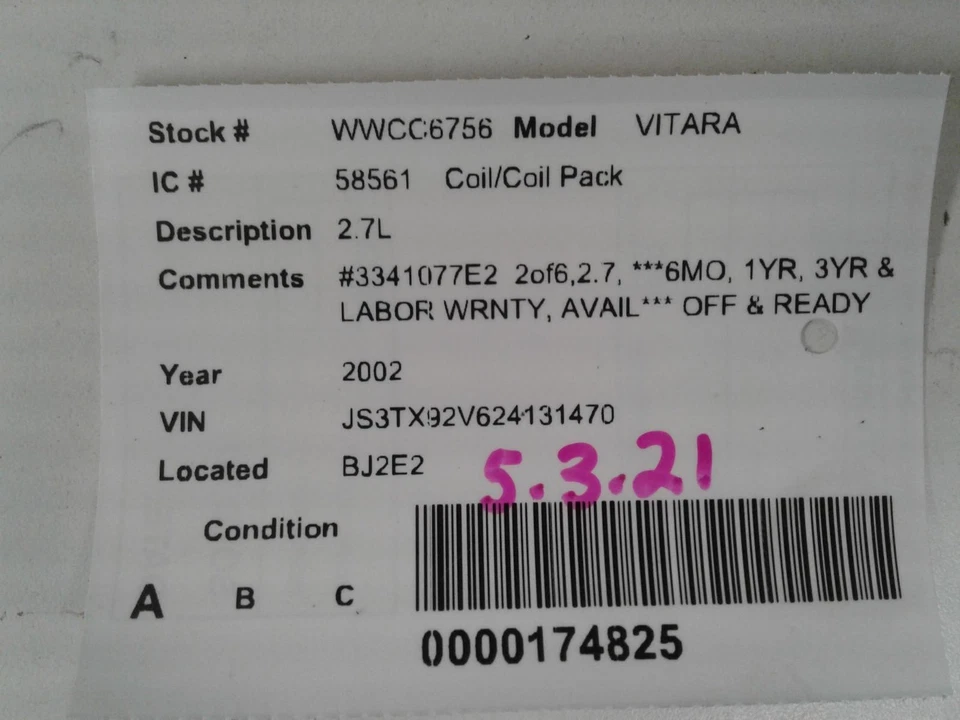 Stock # WWCC6756 Model VITARA
IC # 58561 Coil/Coil Pack
Description 2.7L
Comments #3341077E2 2of6,2.7, ***6MO, 1YR, 3YR &
LABOR WRNTY, AVAIL*** OFF & READY
Year 2002
VIN JS3TX92V624131470
Located BJ2E2
5.3.21
Condition
A B C
0000174825